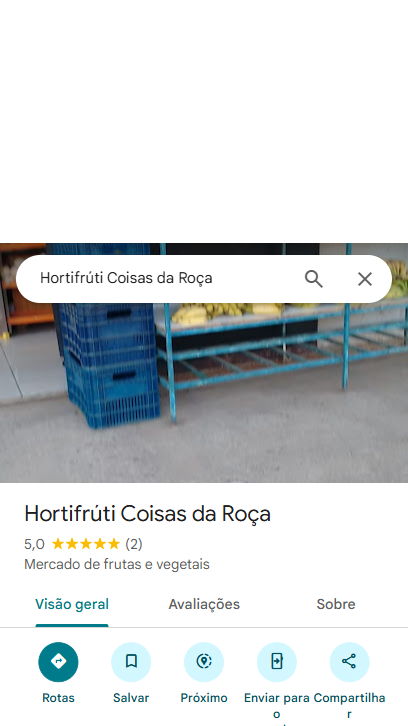 Hortifrúti Coisas da Roça
Hortifrúti Coisas da Roça
5,0 (2)
Mercado de frutas e vegetais
Visão geral Avaliações Sobre
Rotas Salvar Próximo Enviar para o Compartilhar